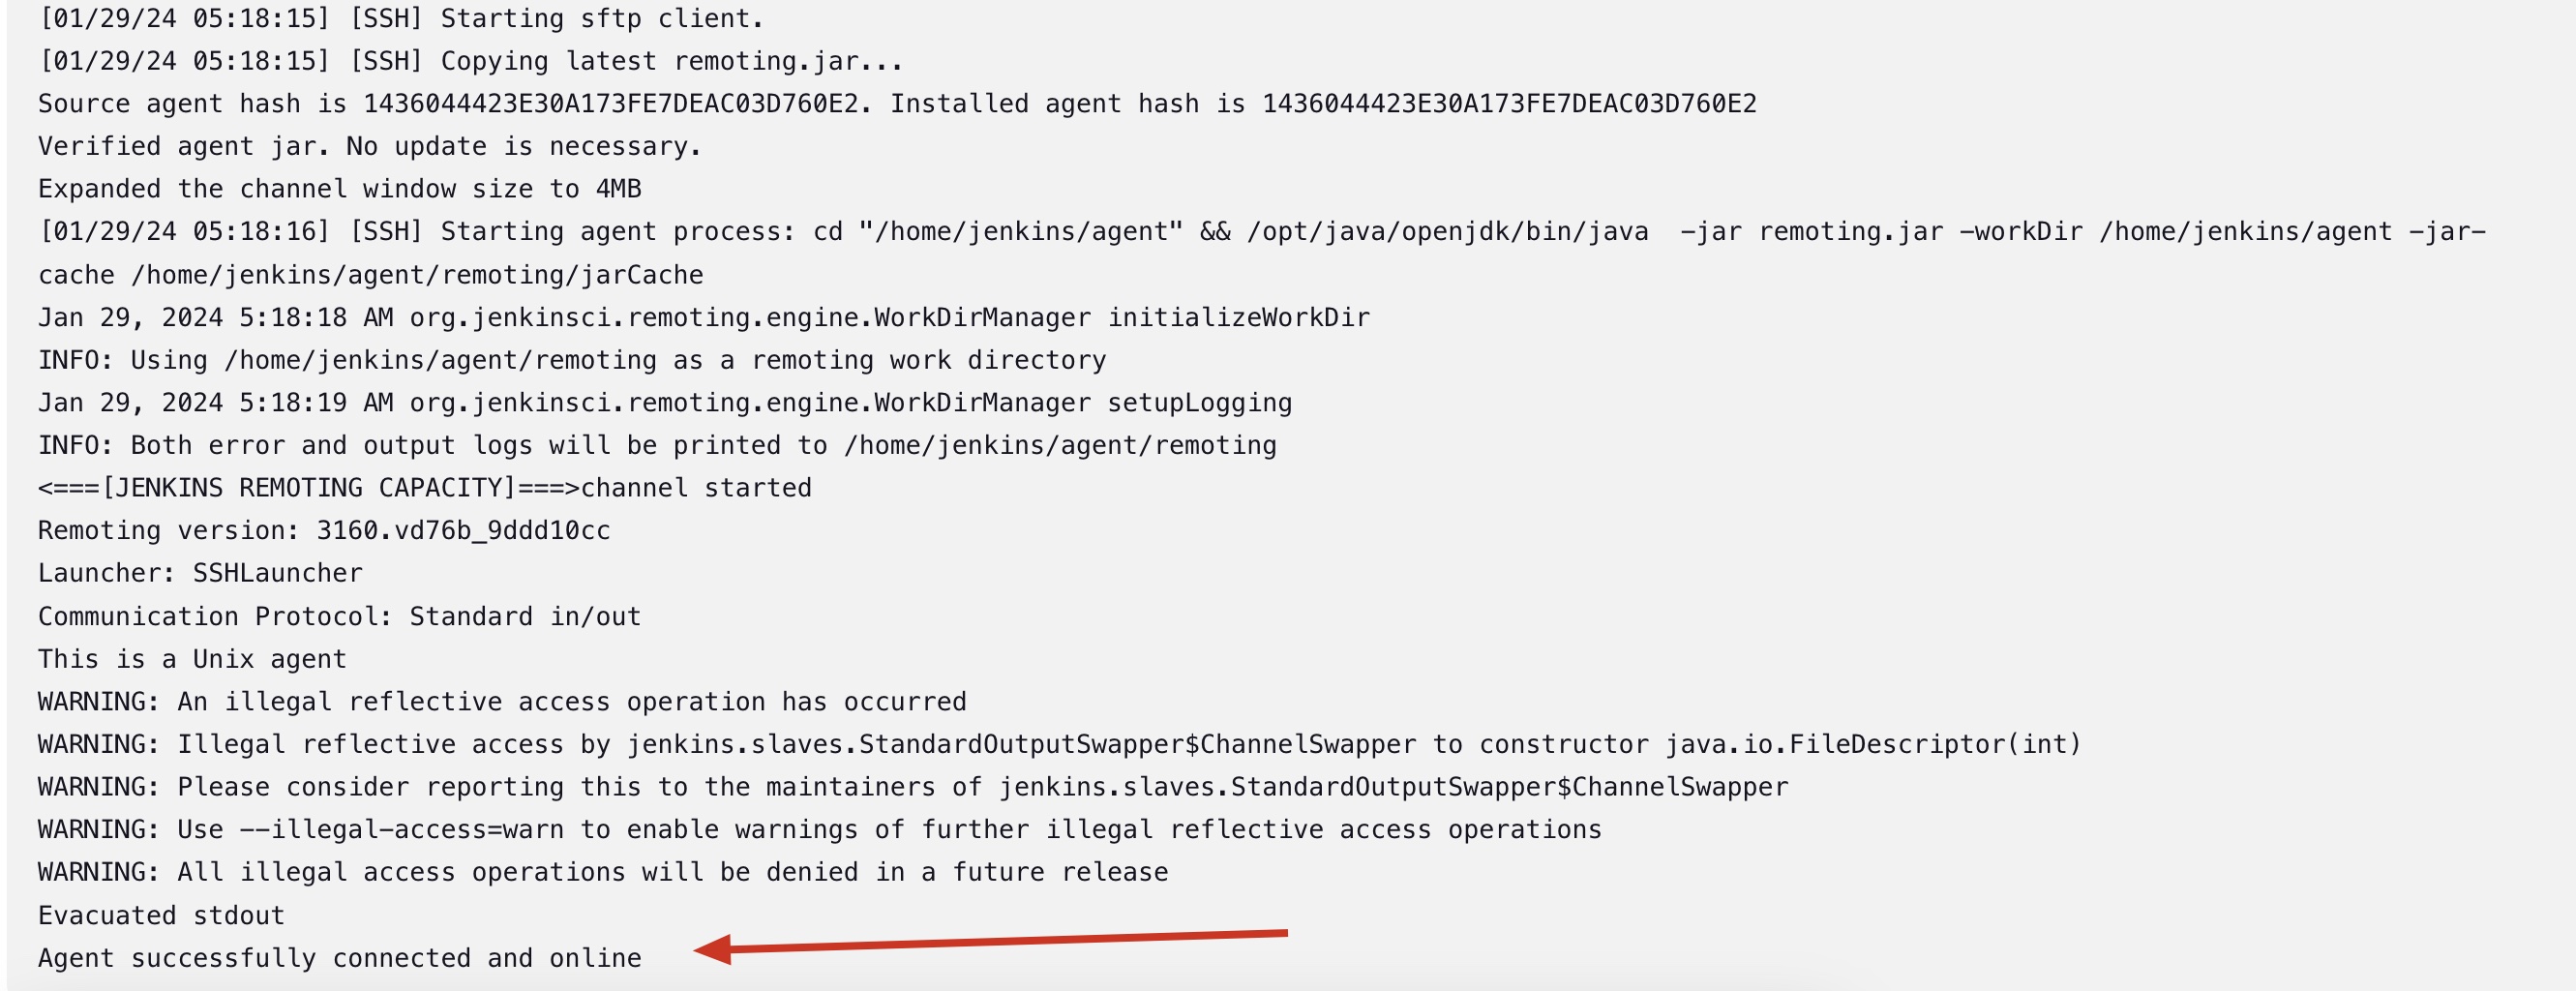 [01/29/24 05:18:15] [SSH] Starting sftp client.
[01/29/24 05:18:15] [SSH] Copying latest remoting.jar...
Source agent hash is 1436044423E30A173FE7DEAC03D760E2. Installed agent hash is 1436044423E30A173FE7DEAC03D760E2
Verified agent jar. No update is necessary.
Expanded the channel window size to 4MB
[01/29/24 05:18:16] [SSH] Starting agent process: cd "/home/jenkins/agent" && /opt/java/openjdk/bin/java  -jar remoting.jar -workDir /home/jenkins/agent -jar-
cache /home/jenkins/agent/remoting/jarCache
Jan 29, 2024 5:18:18 AM org.jenkinsci.remoting.engine.WorkDirManager initializeWorkDir
INFO: Using /home/jenkins/agent/remoting as a remoting work directory
Jan 29, 2024 5:18:19 AM org.jenkinsci.remoting.engine.WorkDirManager setupLogging
INFO: Both error and output logs will be printed to /home/jenkins/agent/remoting
<===[JENKINS REMOTING CAPACITY]===>channel started
Remoting version: 3160.vd76b_9ddd10cc
Launcher: SSHLauncher
Communication Protocol: Standard in/out
This is a Unix agent
WARNING: An illegal reflective access operation has occurred
WARNING: Illegal reflective access by jenkins.slaves.StandardOutputSwapper$ChannelSwapper to constructor java.io.FileDescriptor(int)
WARNING: Please consider reporting this to the maintainers of jenkins.slaves.StandardOutputSwapper$ChannelSwapper
WARNING: Use --illegal-access=warn to enable warnings of further illegal reflective access operations
WARNING: All illegal access operations will be denied in a future release
Evacuated stdout
Agent successfully connected and online